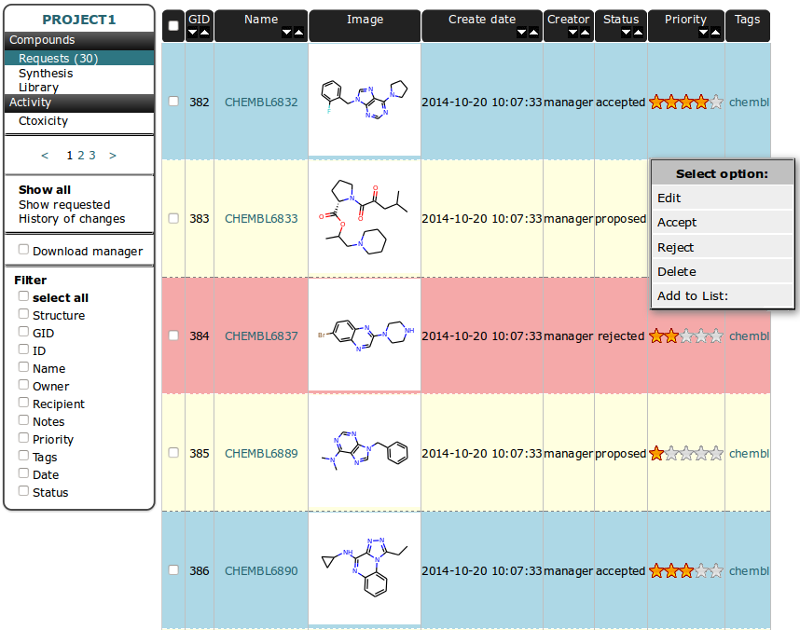 PROJECT1
Compounds
Requests (30)
Synthesis
Library
Activity
Ctoxicity
< 1 2 3 >
Show all
Show requested
History of changes
Download manager
Filter
select all
Structure
GID
ID
Name
Owner
Recipient
Notes
Priority
Tags
Date
Status
GID Name Image Create date Creator Status Priority Tags
N N N N N N F
382 CHEMBL6832 2014-10-20 10:07:33 manager accepted chembl
N O O O O N
383 CHEMBL6833 2014-10-20 10:07:33 manager proposed
Select option:
Edit
Accept
Reject
Delete
Add to List:
Br N N N NH
384 CHEMBL6837 2014-10-20 10:07:33 manager rejected chembl
N N N N N
385 CHEMBL6889 2014-10-20 10:07:33 manager proposed chembl
NH N N N N
386 CHEMBL6890 2014-10-20 10:07:33 manager accepted chembl